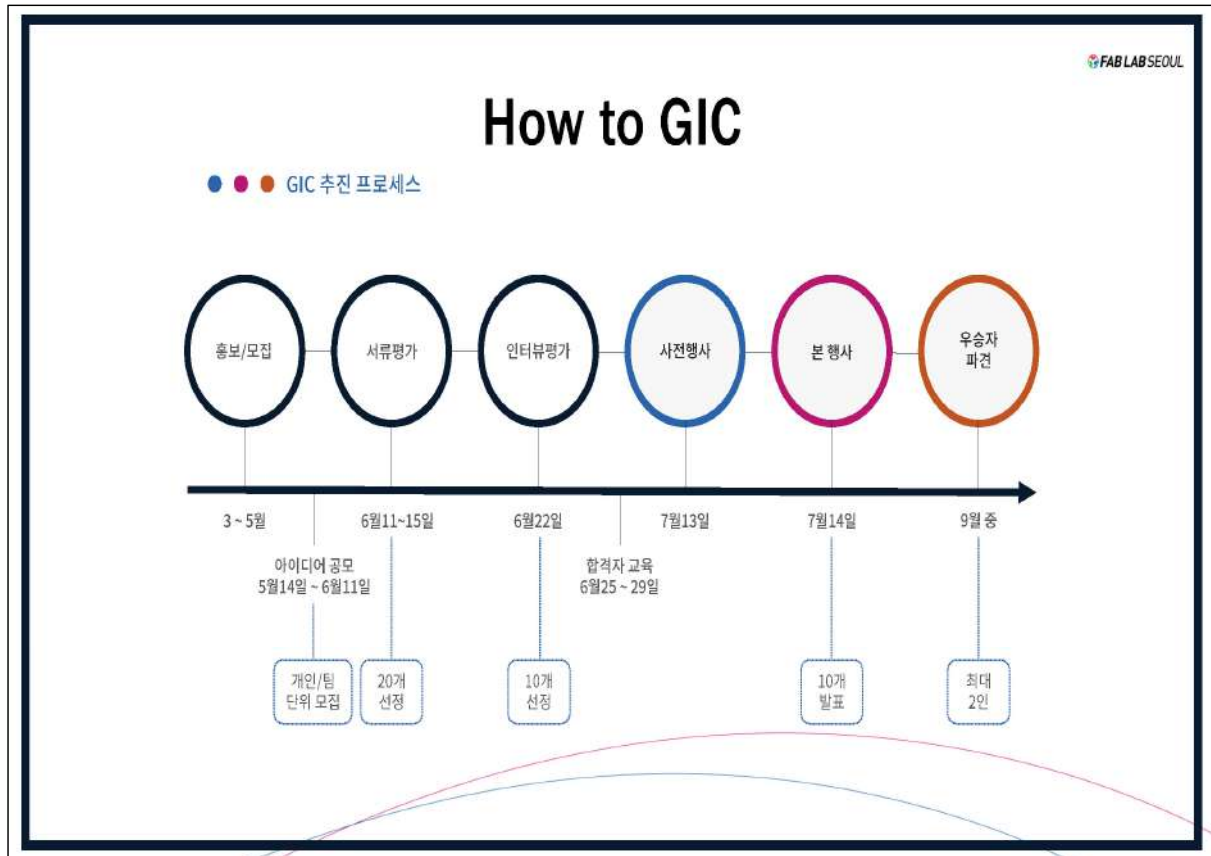 FAB LAB SEOUL
How to GIC
GIC 추진 프로세스
홍보/모집
서류평가
인터뷰평가
사전행사
본 행사
우승자
파견
3 ~ 5월
6월11~15일
6월22일
7월13일
7월14일
9월 중
아이디어 공모
5월14일 ~ 6월11일
합격자 교육
6월25 ~ 29일
개인/팀
단위 모집
20개
선정
10개
선정
10개
발표
최대
2인